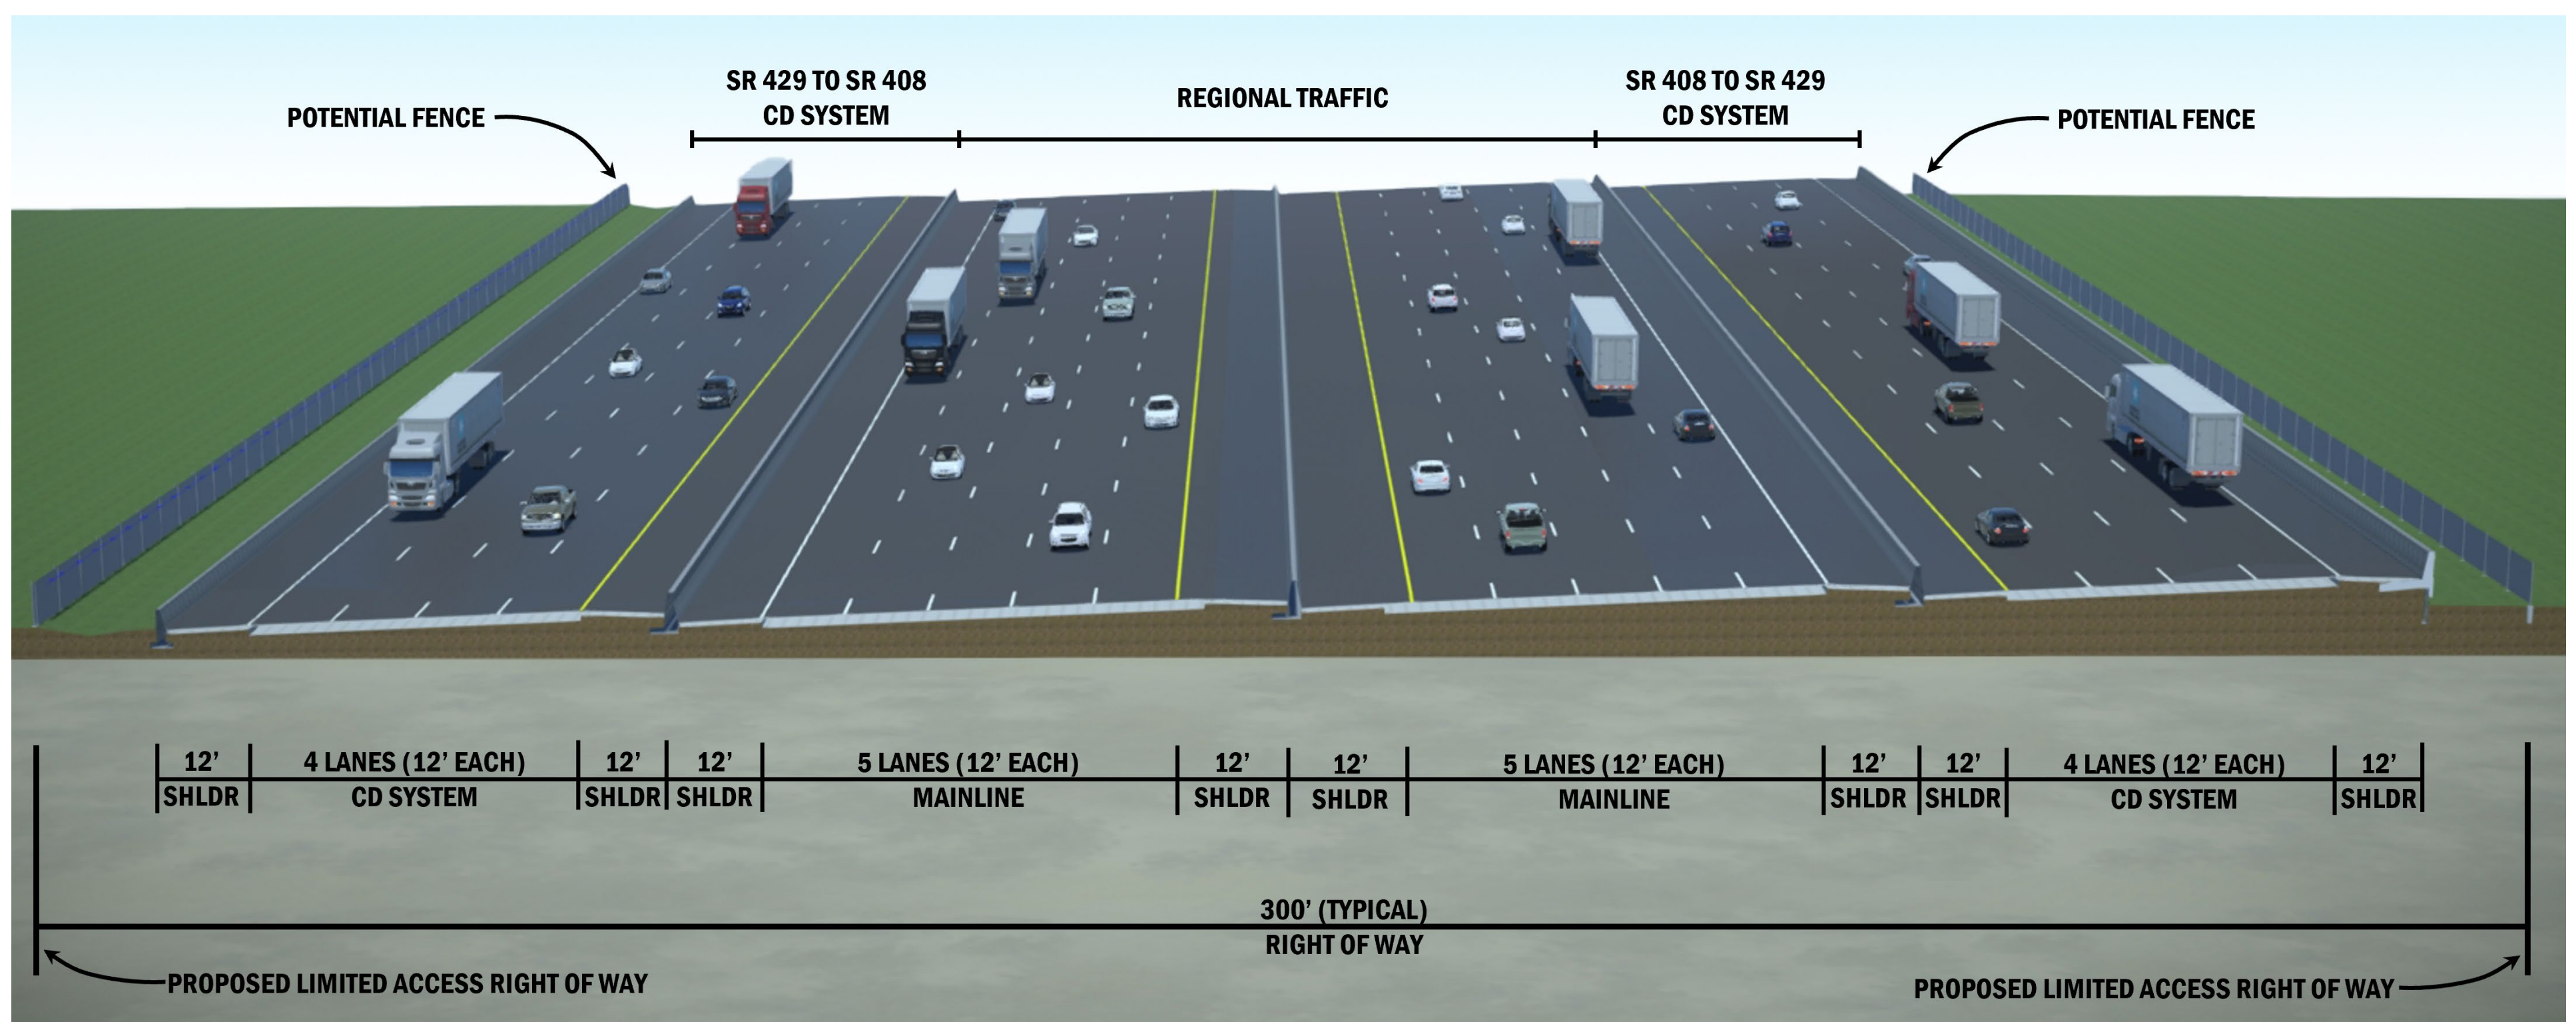 SR 429 TO SR 408
CD SYSTEM
REGIONAL TRAFFIC
SR 408 TO SR 429
CD SYSTEM
POTENTIAL FENCE
POTENTIAL FENCE
12’
4 LANES (12’ EACH)
12’
12’
5 LANES (12’ EACH)
12’
12’
5 LANES (12’ EACH)
12’
12’
4 LANES (12’ EACH)
12’
SHLDR
CD SYSTEM
SHLDR
SHLDR
MAINLINE
SHLDR
SHLDR
MAINLINE
SHLDR
SHLDR
CD SYSTEM
SHLDR
300’ (TYPICAL)
RIGHT OF WAY
PROPOSED LIMITED ACCESS RIGHT OF WAY
PROPOSED LIMITED ACCESS RIGHT OF WAY